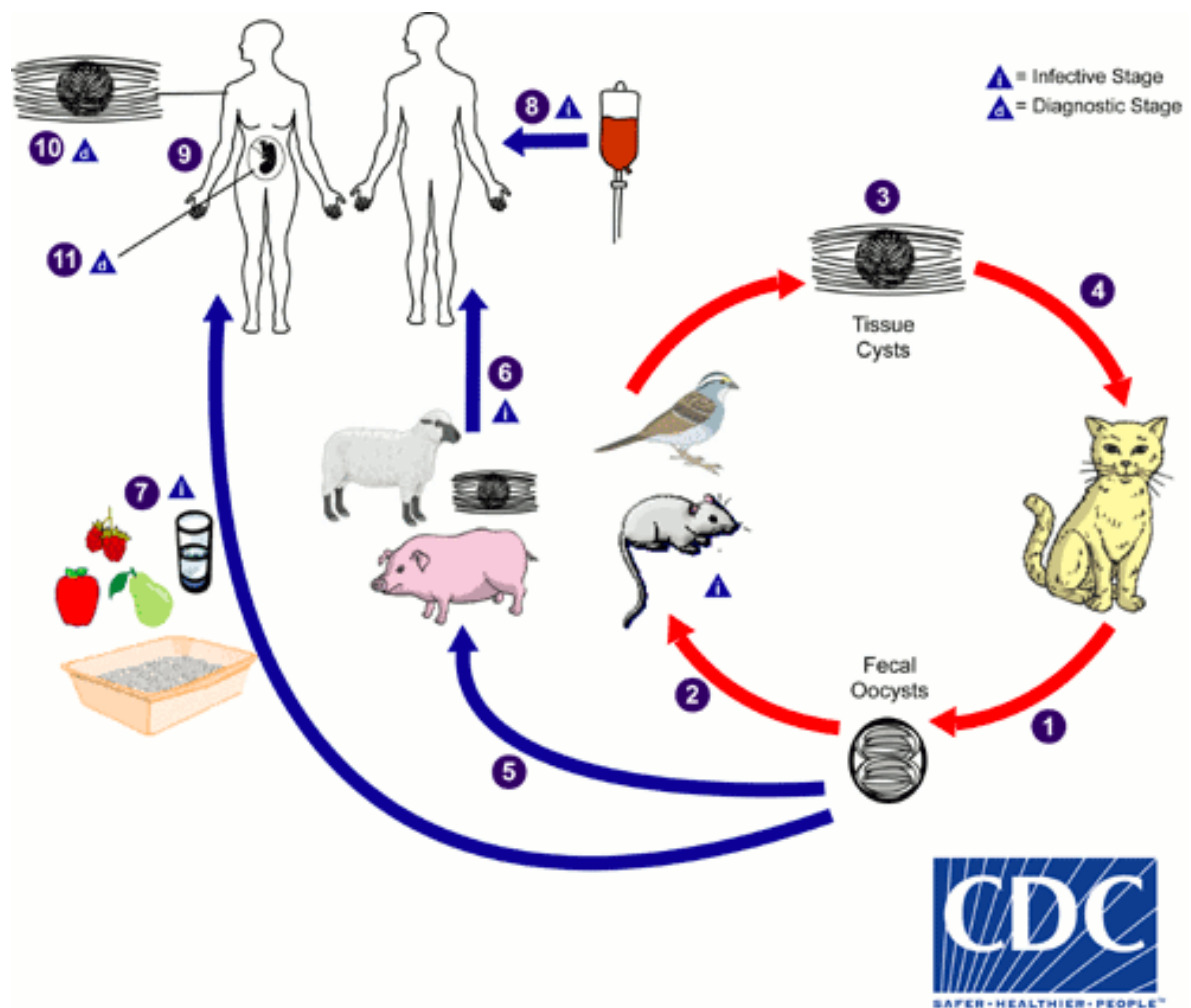 i = Infective Stage
d = Diagnostic Stage
8 i
10 d
9
3
11 d
4
Tissue
Cysts
6
i
7 i
i
Fecal
Oocysts
2
1
5
CDC
SAFER·HEALTHIER·PEOPLE™